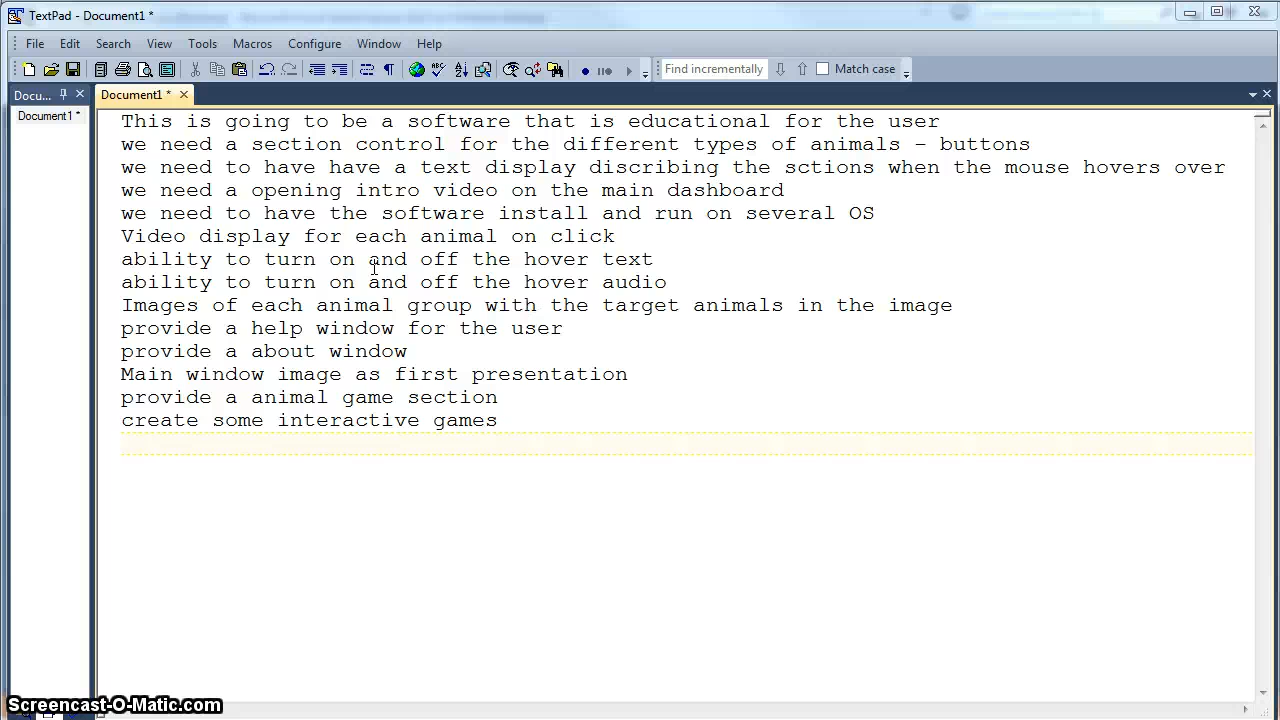 TextPad - Document1 *
File Edit Search View Tools Macros Configure Window Help
Find incrementally Match case
Docu... Document1 *
Document1 *
This is going to be a software that is educational for the user
we need a section control for the different types of animals - buttons
we need to have have a text display discribing the sctions when the mouse hovers over
we need a opening intro video on the main dashboard
we need to have the software install and run on several OS
Video display for each animal on click
ability to turn on and off the hover text
ability to turn on and off the hover audio
Images of each animal group with the target animals in the image
provide a help window for the user
provide a about window
Main window image as first presentation
provide a animal game section
create some interactive games
Screencast-O-Matic.com